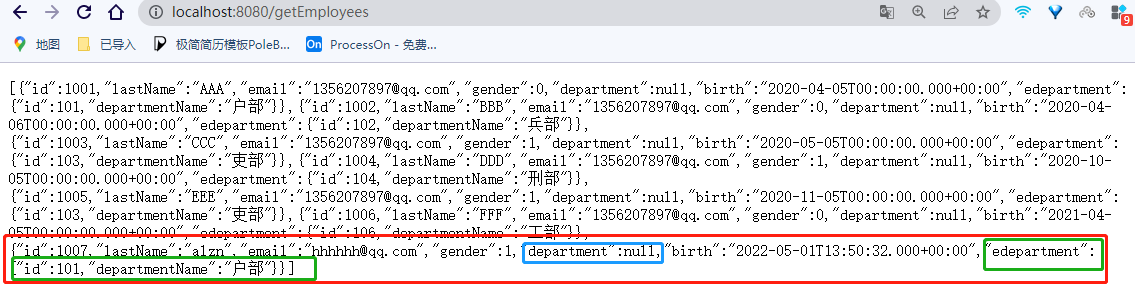 localhost:8080/getEmployees
9
地图 已导入 极简简历模板PoleB... On ProcessOn - 免费...
[{"id":1001,"lastName":"AAA","email":"1356207897@qq.com","gender":0,"department":null,"birth":"2020-04-05T00:00:00.000+00:00","edepartment":
{"id":101,"departmentName":"户部"}},{"id":1002,"lastName":"BBB","email":"1356207897@qq.com","gender":0,"department":null,"birth":"2020-04-
06T00:00:00.000+00:00","edepartment":{"id":102,"departmentName":"兵部"}},
{"id":1003,"lastName":"CCC","email":"1356207897@qq.com","gender":1,"department":null,"birth":"2020-05-05T00:00:00.000+00:00","edepartment":
{"id":103,"departmentName":"吏部"}},{"id":1004,"lastName":"DDD","email":"1356207897@qq.com","gender":1,"department":null,"birth":"2020-10-
05T00:00:00.000+00:00","edepartment":{"id":104,"departmentName":"刑部"}},
{"id":1005,"lastName":"EEE","email":"1356207897@qq.com","gender":1,"department":null,"birth":"2020-11-05T00:00:00.000+00:00","edepartment":
{"id":103,"departmentName":"吏部"}},{"id":1006,"lastName":"FFF","email":"1356207897@qq.com","gender":0,"department":null,"birth":"2021-04-
05T00:00:00.000+00:00","edepartment":{"id":106,"departmentName":"工部"}},
{"id":1007,"lastName":"alzn","email":"hhhhhh@qq.com","gender":1,"department":null,"birth":"2022-05-01T13:50:32.000+00:00","edepartment":
{"id":101,"departmentName":"户部"}}]